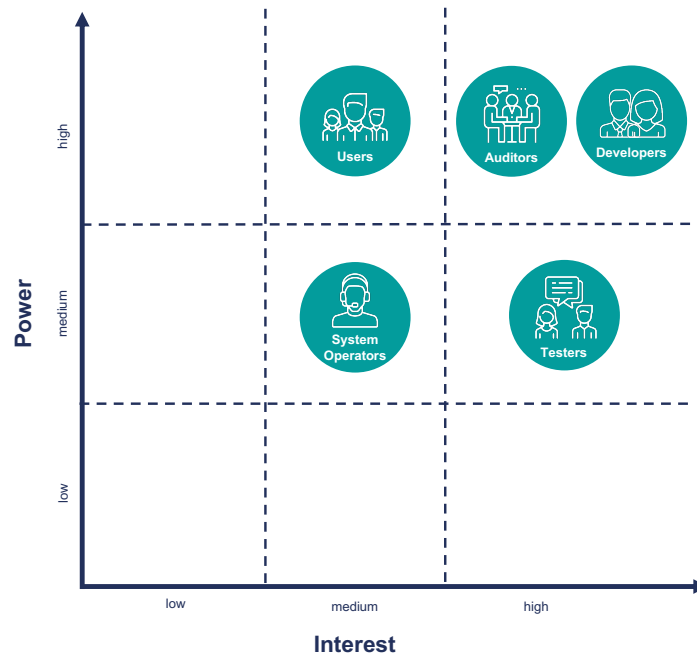 high
Users
Auditors
Developers
Power
medium
System
Operators
Testers
low
low
medium
high
Interest